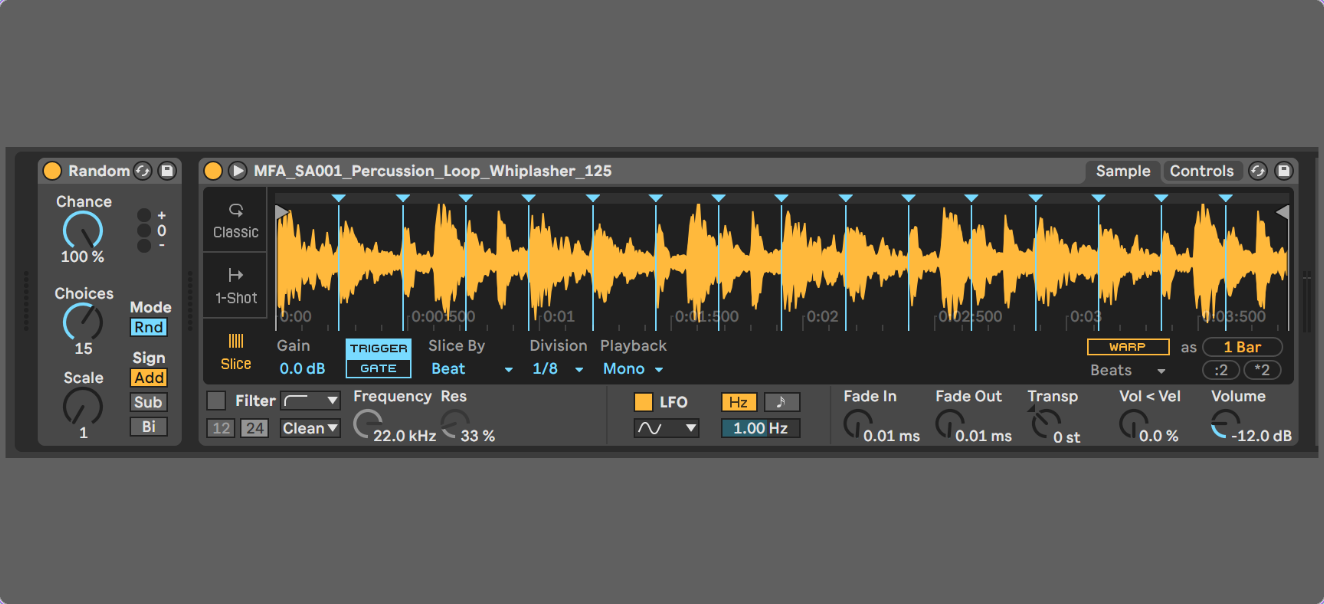 Random
MFA_SA001_Percussion_Loop_Whiplasher_125
Sample
Controls
Chance
100 %
+
0
-
Choices
15
Mode
Rnd
Sign
Add
Scale
1
Sub
Bi
Classic
1-Shot
Slice
0:00
0:00:500
0:01
0:01:500
0:02
0:02:500
0:03
0:03:500
Gain
0.0 dB
TRIGGER
GATE
Slice By
Beat
Division
1/8
Playback
Mono
WARP
as
1 Bar
Beats
:2
*2
Filter
12
24
Clean
Frequency
22.0 kHz
Res
33 %
LFO
Hz
1.00 Hz
Fade In
0.01 ms
Fade Out
0.01 ms
Transp
0 st
Vol < Vel
0.0 %
Volume
-12.0 dB